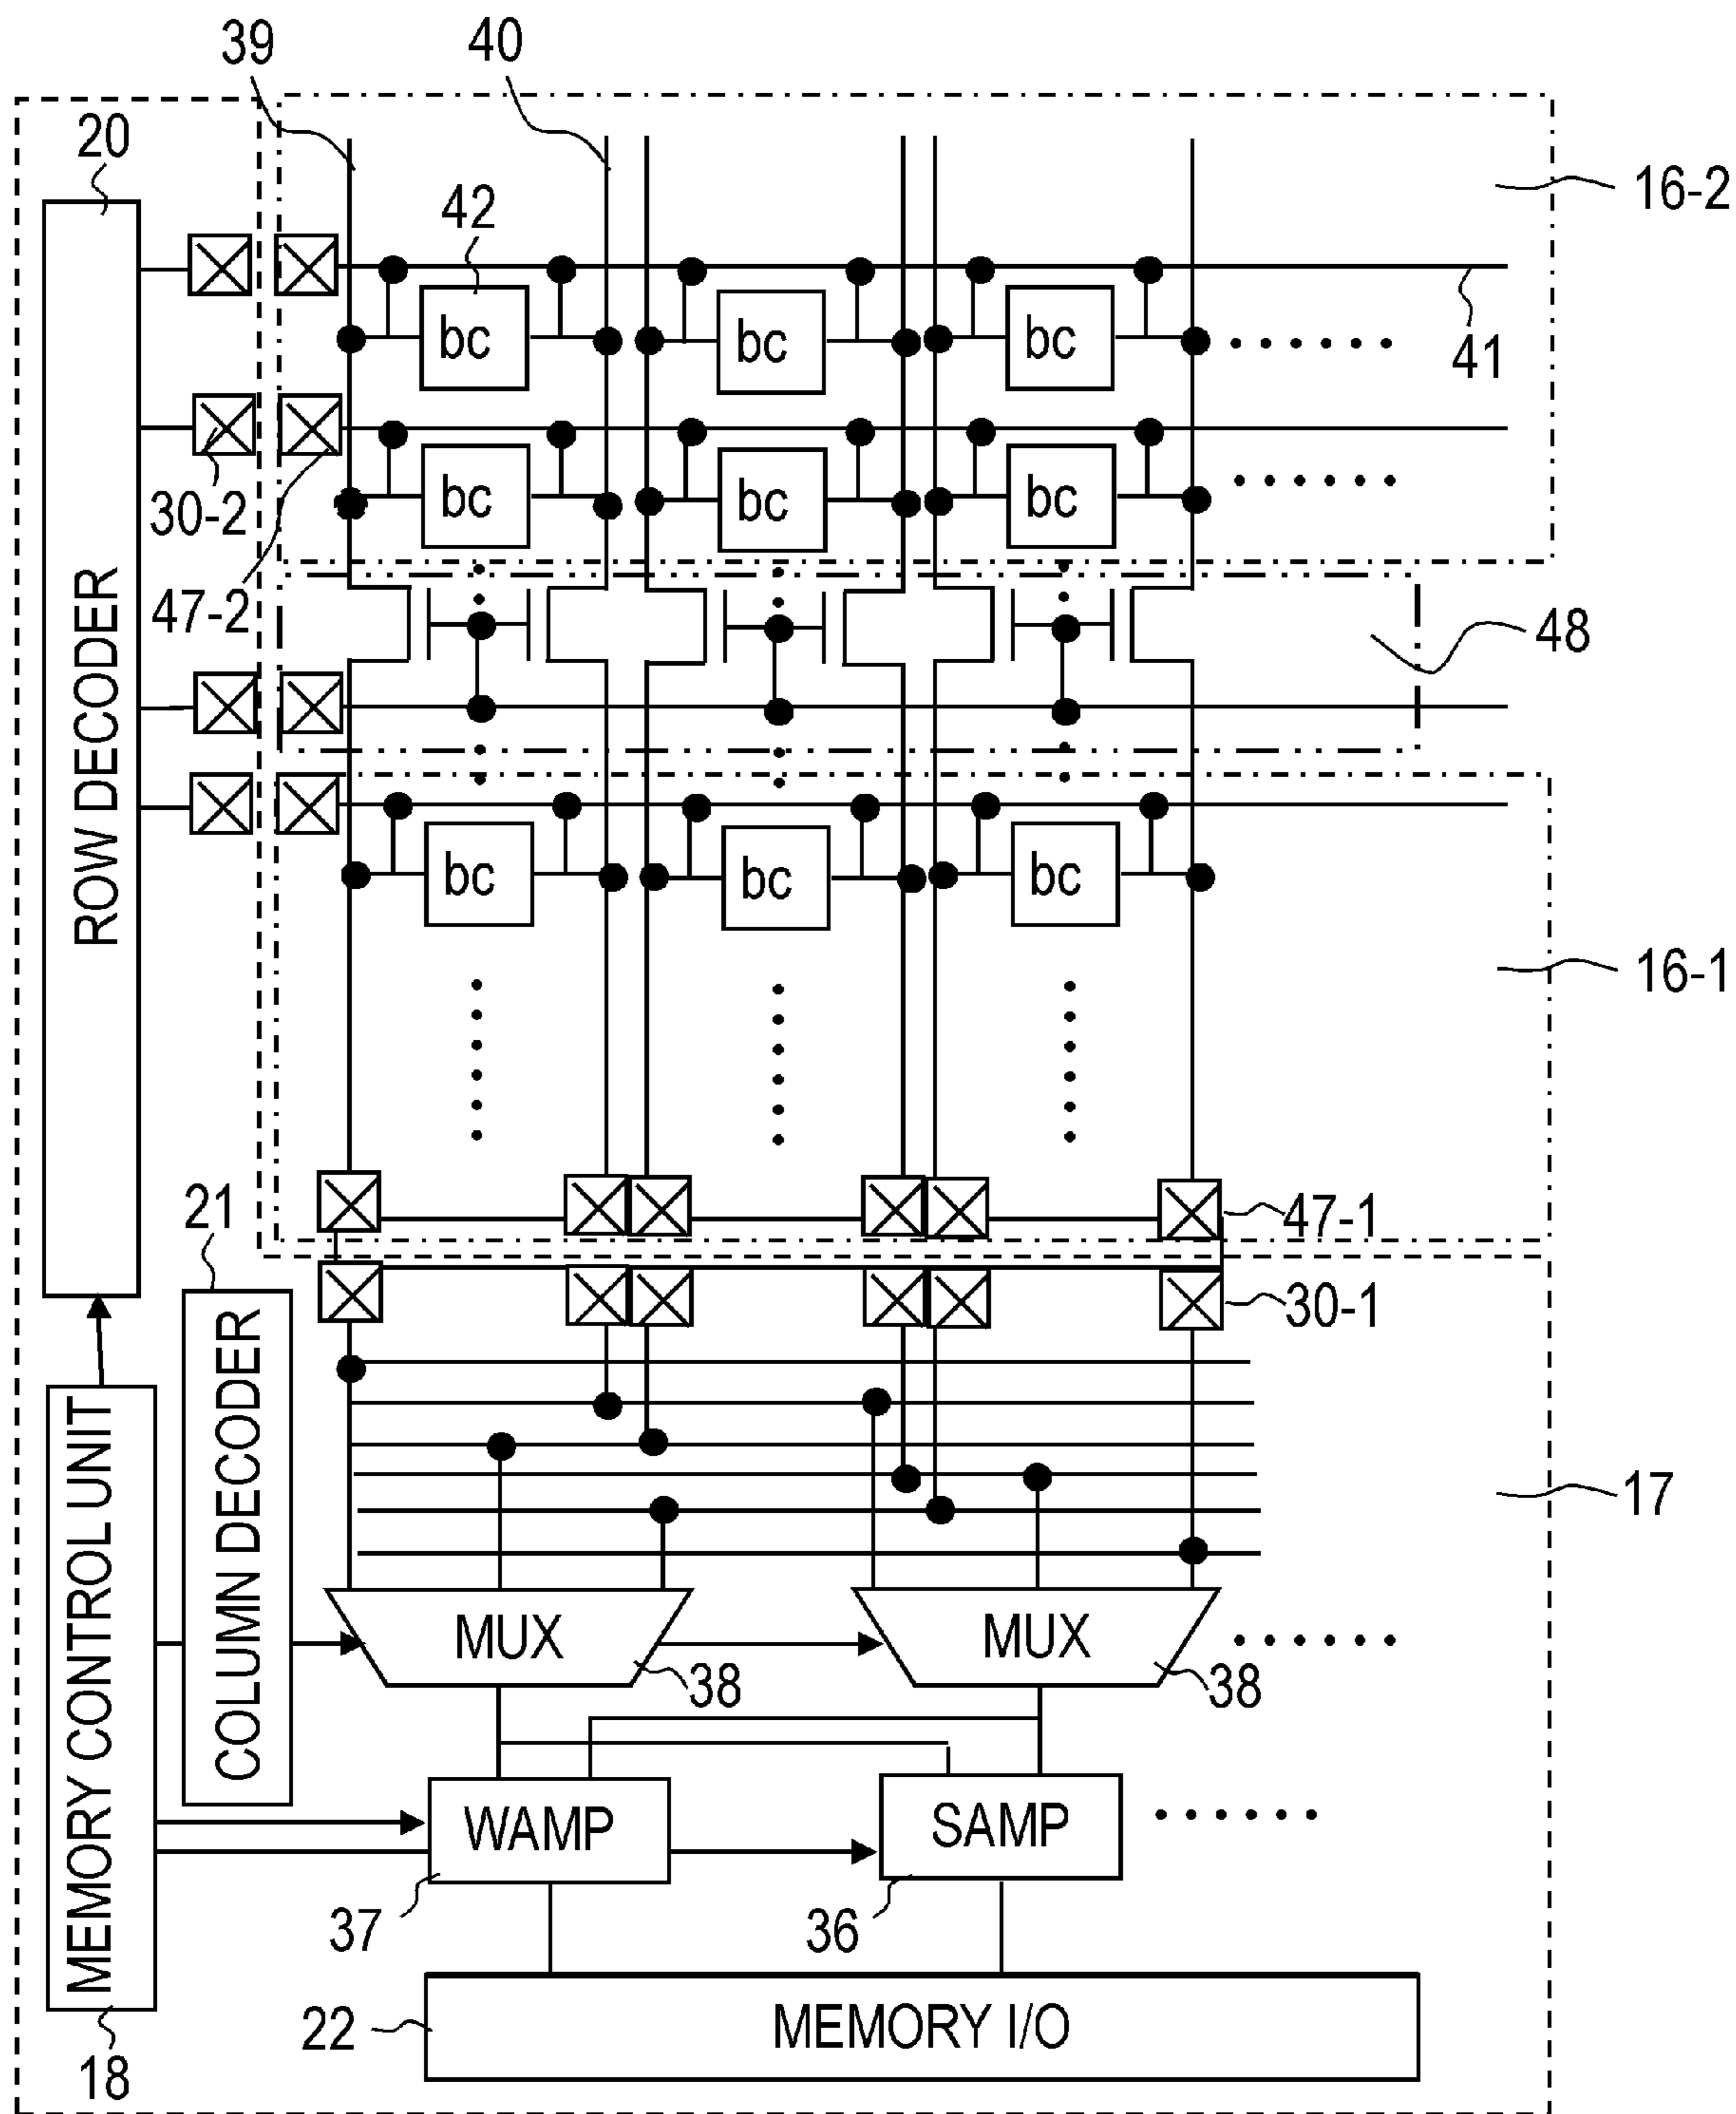 39
40
20
16-2
42
bc
bc
bc
41
30-2
bc
bc
bc
47-2
48
ROW DECODER
bc
bc
bc
16-1
21
47-1
30-1
COLUMN DECODER
MEMORY CONTROL UNIT
17
MUX
MUX
38
38
WAMP
SAMP
37
36
22
MEMORY I/O
18